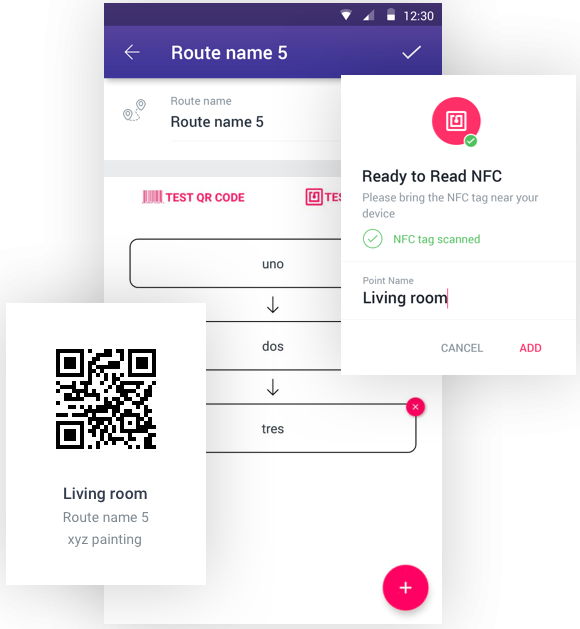 12:30
Route name 5
Route name
Route name 5
TEST QR CODE
TES
uno
dos
tres
Ready to Read NFC
Please bring the NFC tag near your
device
NFC tag scanned
Point Name
Living room
CANCEL
ADD
Living room
Route name 5
xyz painting